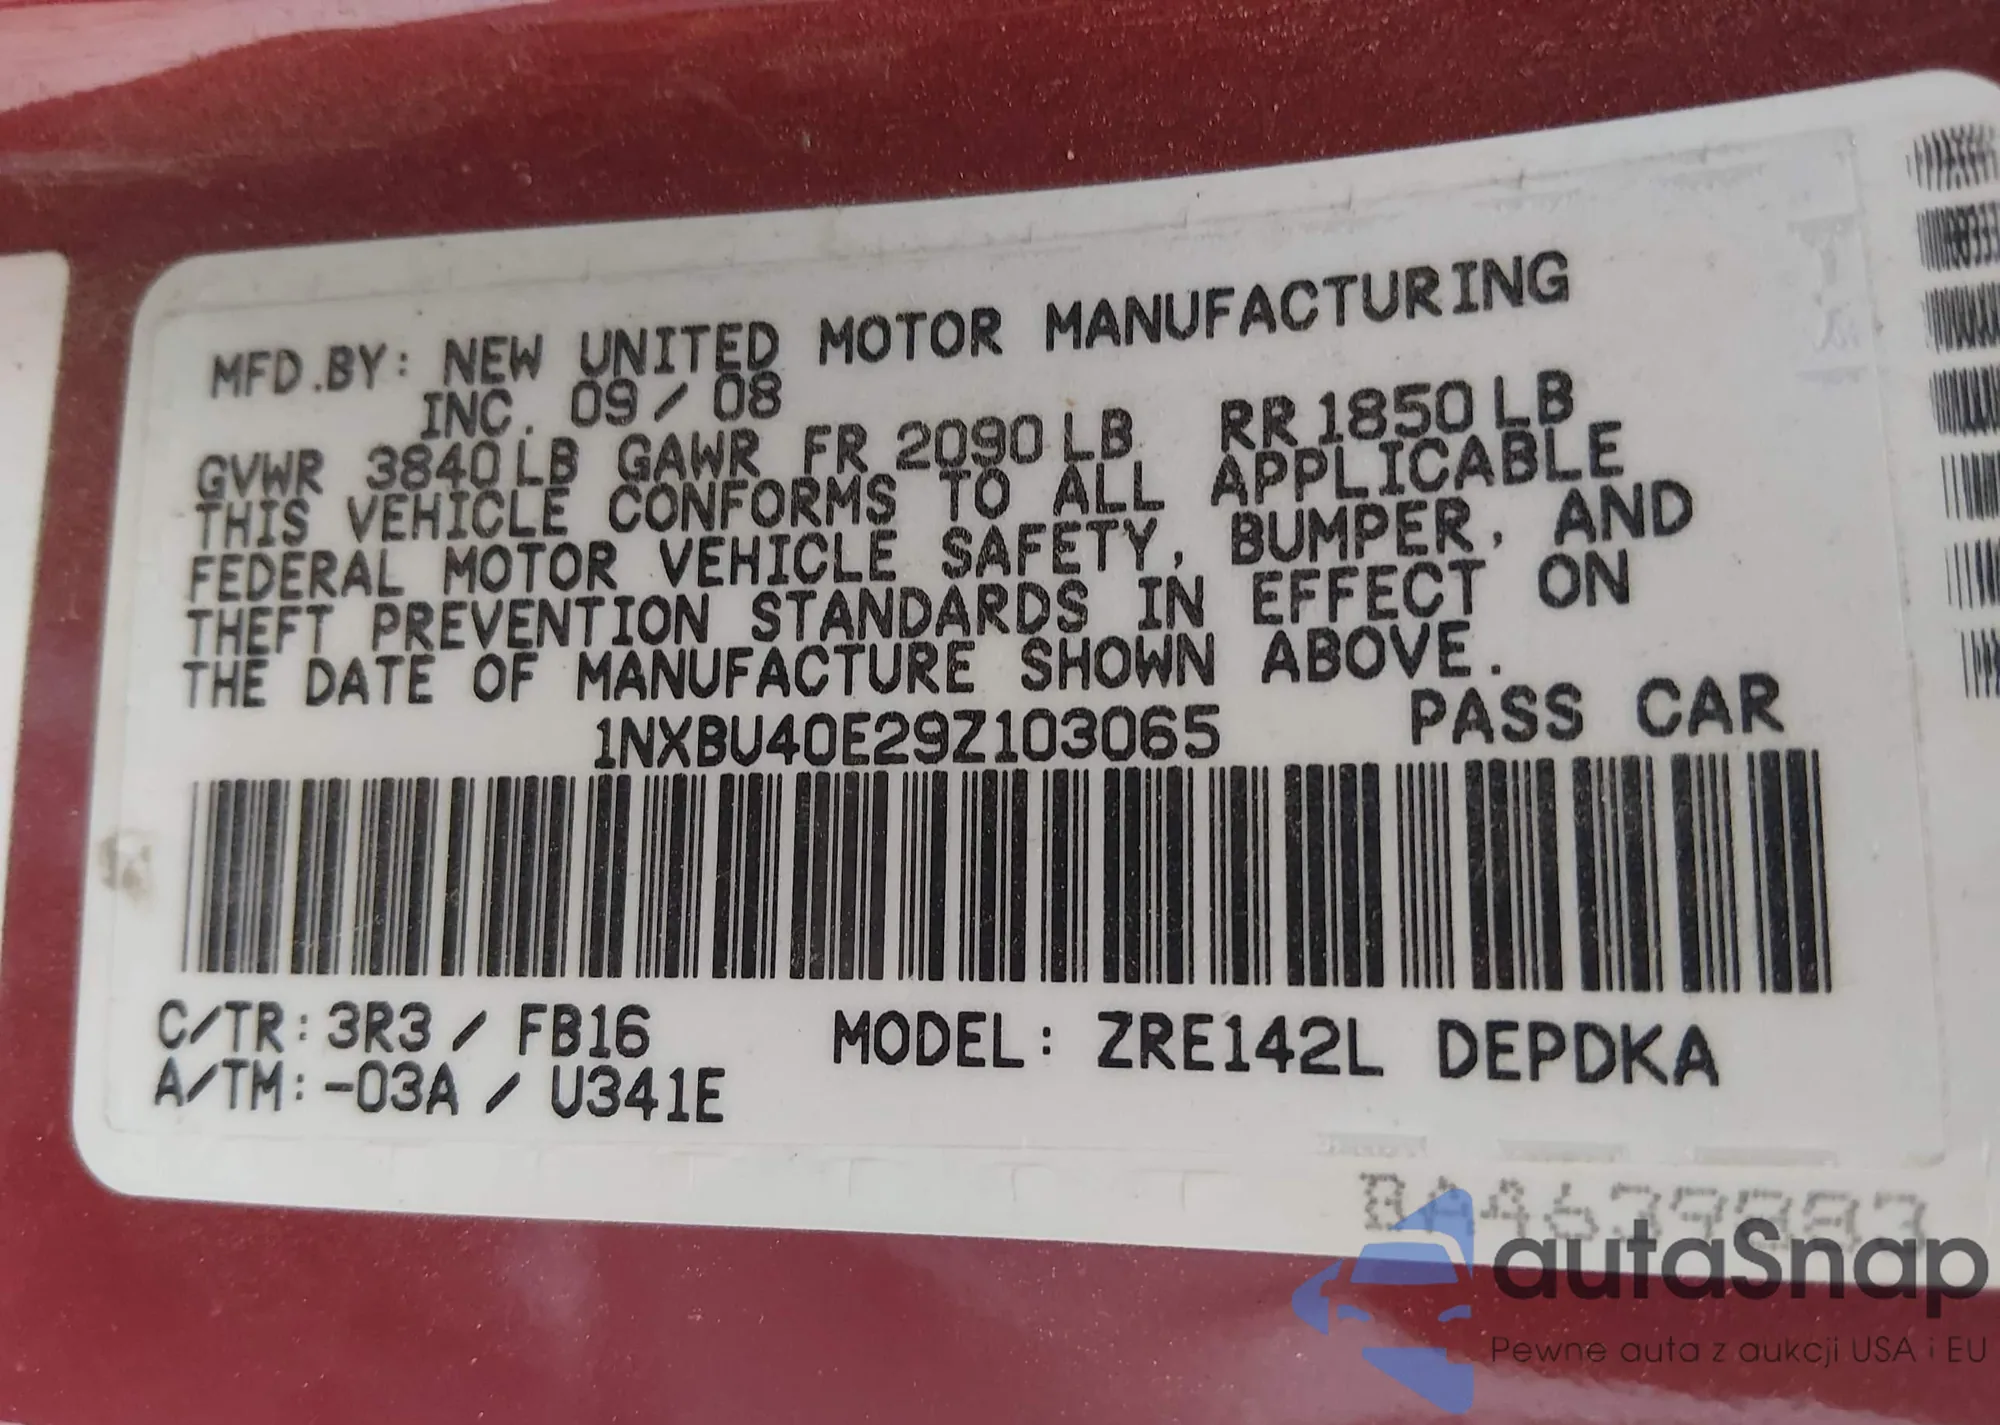 MFD.BY: NEW UNITED MOTOR MANUFACTURING
INC. 09/08
GVWR 3840LB GAWR FR 2090LB RR1850LB
THIS VEHICLE CONFORMS TO ALL APPLICABLE
FEDERAL MOTOR VEHICLE SAFETY, BUMPER, AND
THEFT PREVENTION STANDARDS IN EFFECT ON
THE DATE OF MANUFACTURE SHOWN ABOVE.
1NXBU40E29Z103065 PASS CAR
C/TR: 3R3 / FB16 MODEL: ZRE142L DEPDKA
A/TM: -03A / U341E
autaSnap
Pewne auta z aukcji USA i EU